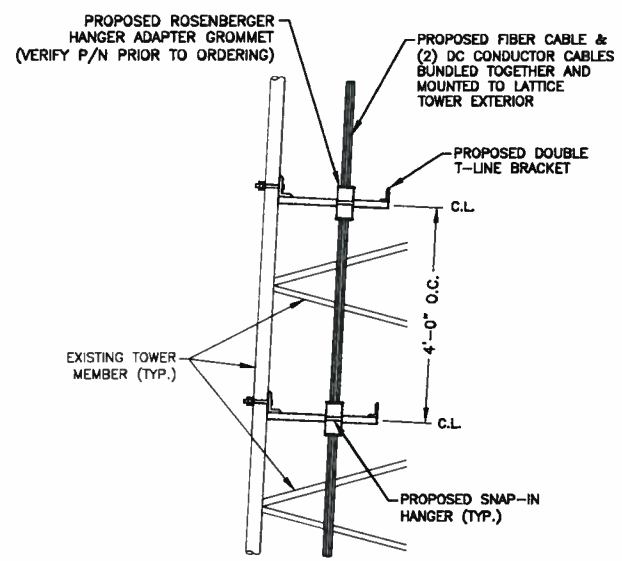 PROPOSED ROSENBERGER
HANGER ADAPTER GROMMET
(VERIFY P/N PRIOR TO ORDERING)
PROPOSED FIBER CABLE &
(2) DC CONDUCTOR CABLES
BUNDLED TOGETHER AND
MOUNTED TO LATTICE
TOWER EXTERIOR
PROPOSED DOUBLE
T-LINE BRACKET
C.L.
4'-0" O.C.
EXISTING TOWER
MEMBER (TYP.)
C.L.
PROPOSED SNAP-IN
HANGER (TYP.)